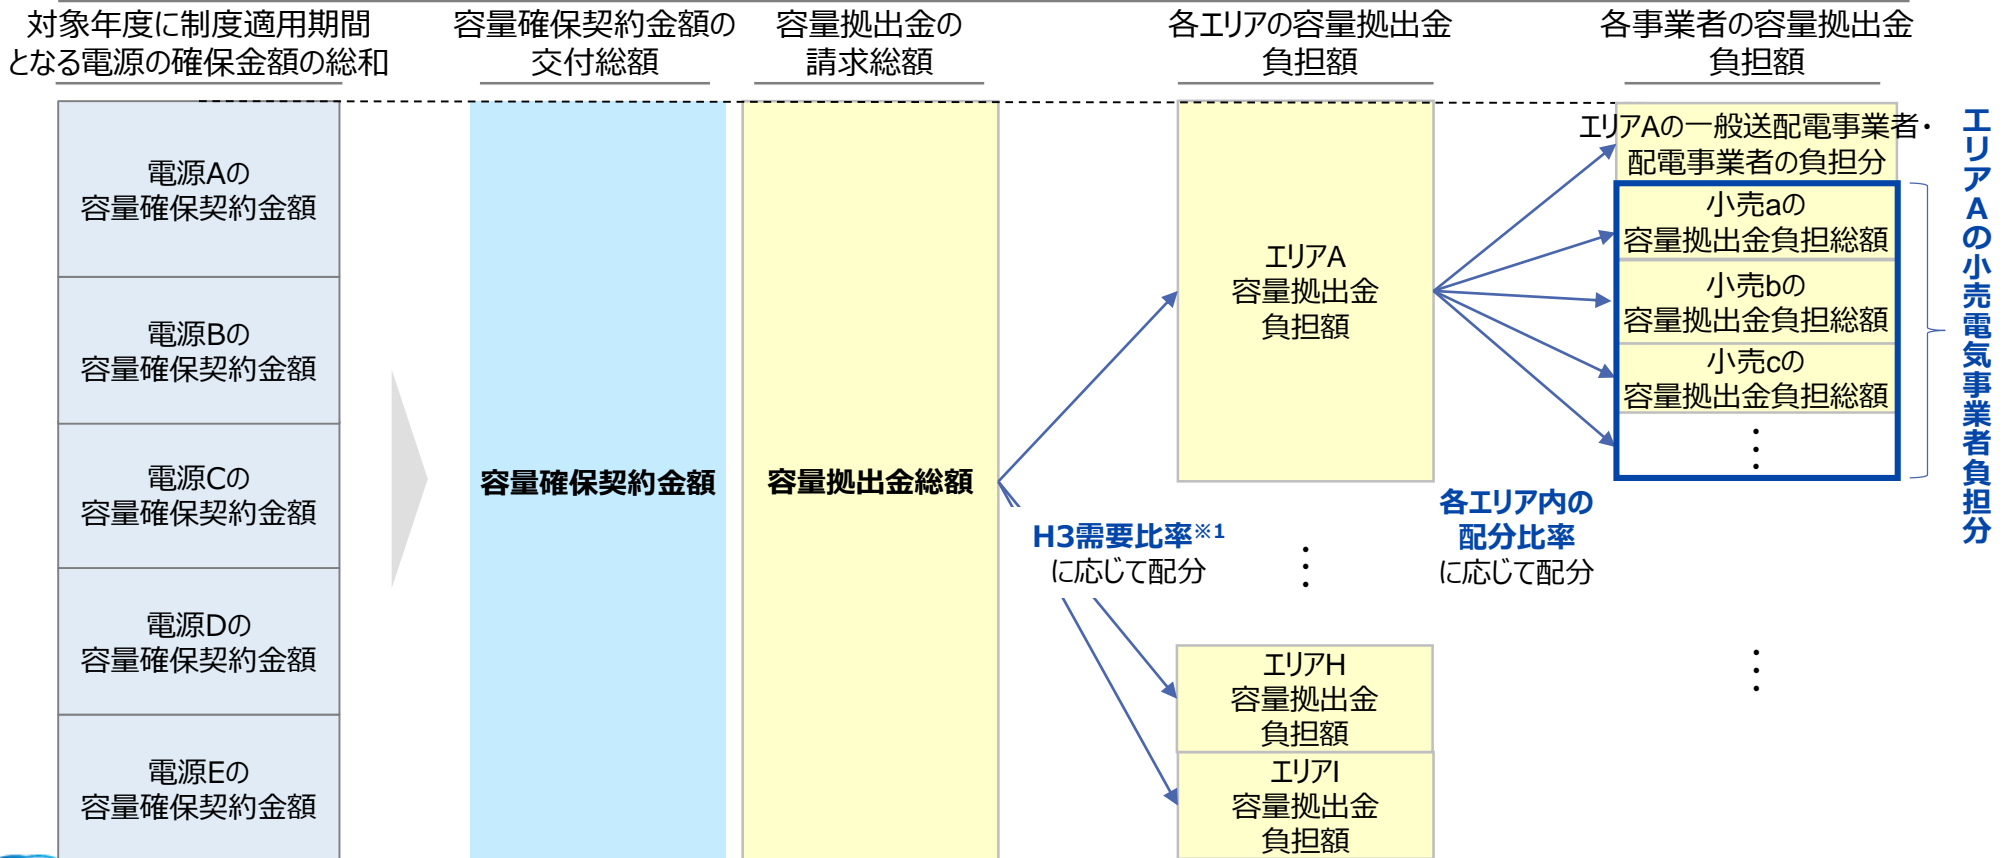 対象年度に制度適用期間
となる電源の確保金額の総和
容量確保契約金額の
交付総額
容量拠出金の
請求総額
各エリアの容量拠出金
負担額
各事業者の容量拠出金
負担額
電源Aの
容量確保契約金額
電源Bの
容量確保契約金額
電源Cの
容量確保契約金額
電源Dの
容量確保契約金額
電源Eの
容量確保契約金額
容量確保契約金額
容量拠出金総額
H3需要比率※1
に応じて配分
エリアA
容量拠出金
負担額
⋮
エリアH
容量拠出金
負担額
エリアI
容量拠出金
負担額
各エリア内の
配分比率
に応じて配分
エリアAの一般送配電事業者・
配電事業者の負担分
小売aの
容量拠出金負担総額
小売bの
容量拠出金負担総額
小売cの
容量拠出金負担総額
⋮
⋮
エリアAの小売電気事業者負担分